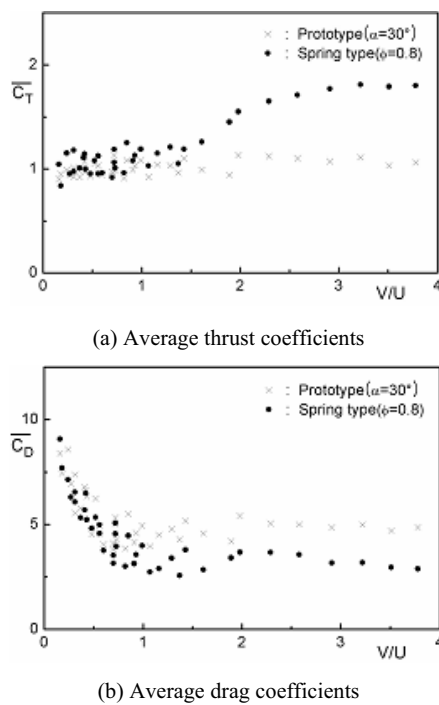 × : Prototype(α=30°)
• : Spring type(ϕ=0.8)
C_T
2
1
0
0 1 2 3 4
V/U
(a) Average thrust coefficients
× : Prototype(α=30°)
• : Spring type(ϕ=0.8)
10
C_D
5
0
0 1 2 3 4
V/U
(b) Average drag coefficients